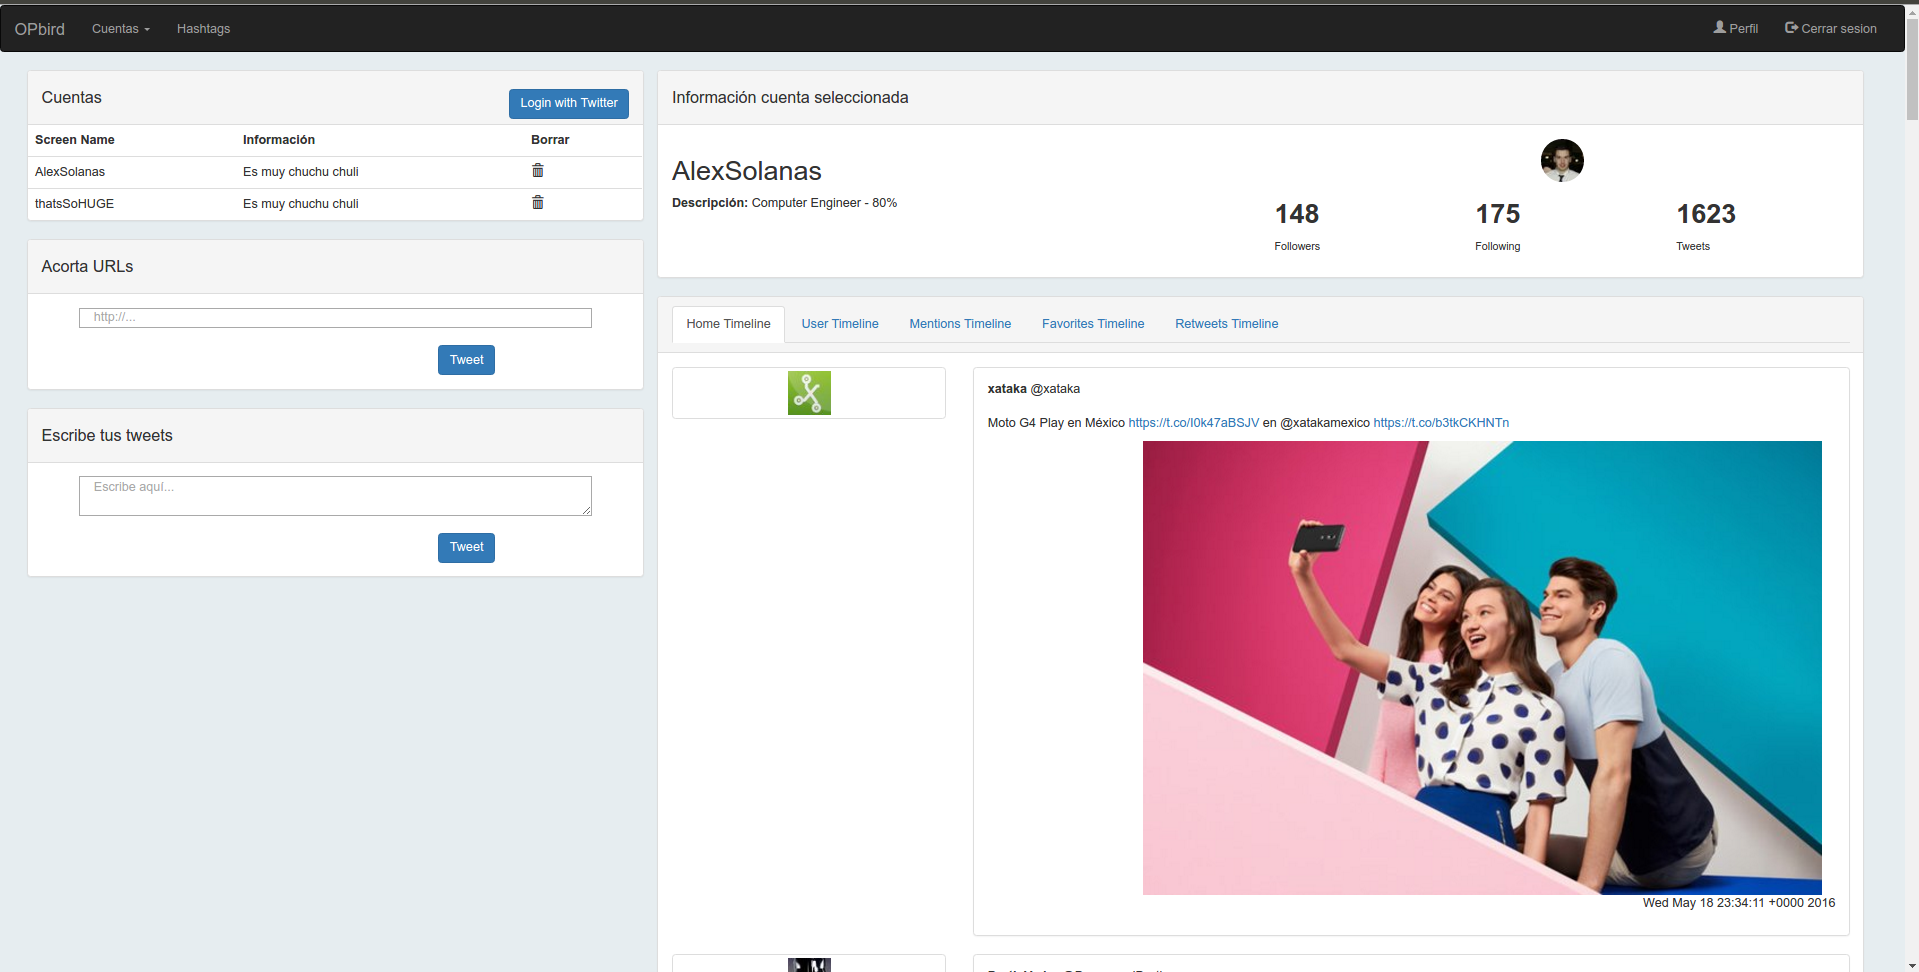 OPbird Cuentas Hashtags Perfil Cerrar sesion
Cuentas
Login with Twitter
Screen Name Información Borrar
AlexSolanas Es muy chuchu chuli
thatsSoHUGE Es muy chuchu chuli
Acorta URLs
http://...
Tweet
Escribe tus tweets
Escribe aquí...
Tweet
Información cuenta seleccionada
AlexSolanas
Descripción: Computer Engineer - 80%
148 175 1623
Followers Following Tweets
Home Timeline User Timeline Mentions Timeline Favorites Timeline Retweets Timeline
xataka @xataka
Moto G4 Play en México https://t.co/I0k47aBSJV en @xatakamexico https://t.co/b3tkCKHNTn
Wed May 18 23:34:11 +0000 2016